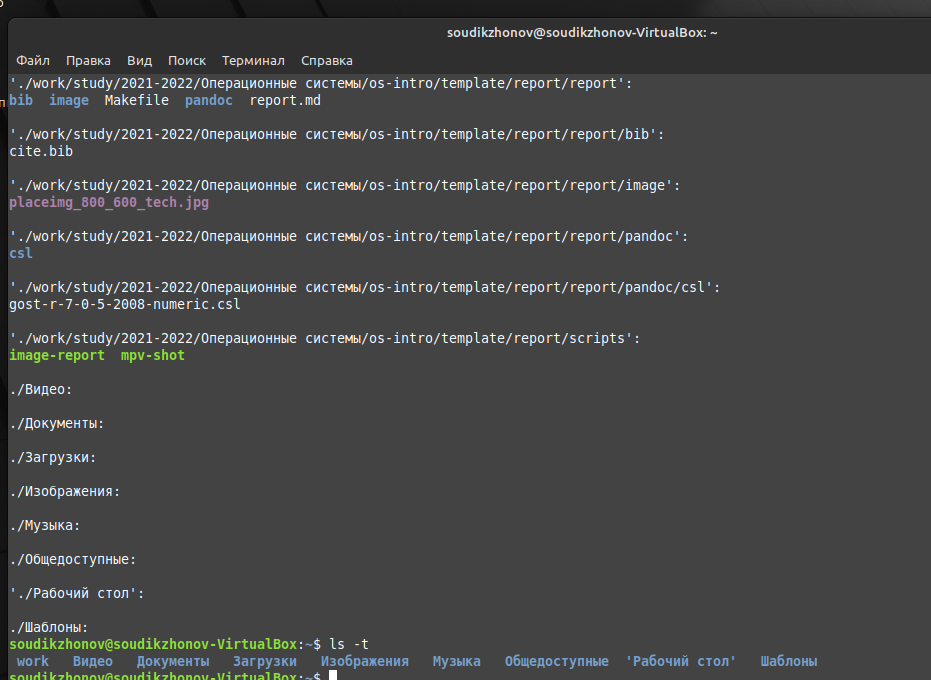 soudikzhonov@soudikzhonov-VirtualBox: ~
Файл Правка Вид Поиск Терминал Справка
'./work/study/2021-2022/Операционные системы/os-intro/template/report/report':
bib image Makefile pandoc report.md
'./work/study/2021-2022/Операционные системы/os-intro/template/report/report/bib':
cite.bib
'./work/study/2021-2022/Операционные системы/os-intro/template/report/report/image':
placeimg_800_600_tech.jpg
'./work/study/2021-2022/Операционные системы/os-intro/template/report/report/pandoc':
csl
'./work/study/2021-2022/Операционные системы/os-intro/template/report/report/pandoc/csl':
gost-r-7-0-5-2008-numeric.csl
'./work/study/2021-2022/Операционные системы/os-intro/template/report/scripts':
image-report mpv-shot
./Видео:
./Документы:
./Загрузки:
./Изображения:
./Музыка:
./Общедоступные:
'./Рабочий стол':
./Шаблоны:
soudikzhonov@soudikzhonov-VirtualBox:~$ ls -t
work Видео Документы Загрузки Изображения Музыка Общедоступные 'Рабочий стол' Шаблоны
soudikzhonov@soudikzhonov-VirtualBox:~$